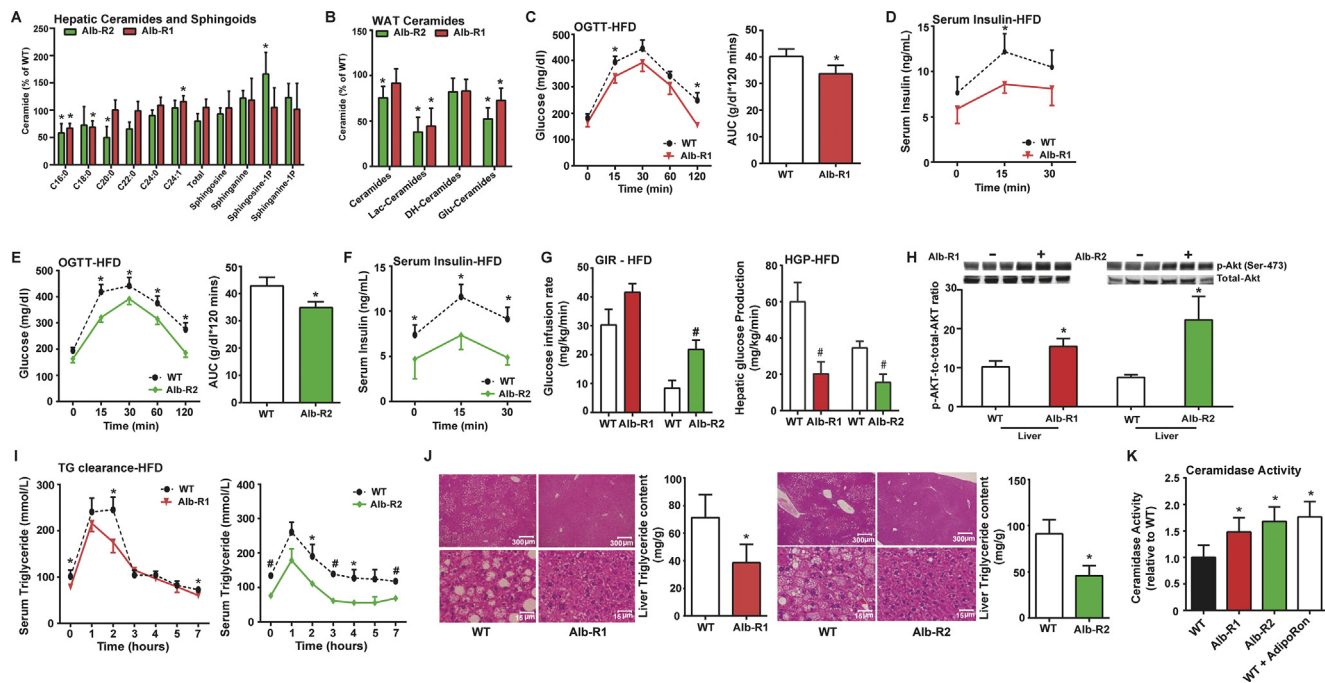 A
Hepatic Ceramides and Sphingoids
Alb-R2
Alb-R1
Ceramide (% of WT)
250
200
150
100
50
0
C16:0
C18:0
C20:0
C22:0
C24:0
C24:1
Total
Sphingosine
Sphinganine
Sphingosine-1P
Sphinganine-1P
* * * * * *
B
WAT Ceramides
Alb-R2
Alb-R1
Ceramide (% of WT)
150
100
50
0
Ceramides
Lac-Ceramides
DH-Ceramides
Glu-Ceramides
* * * * *
C
OGTT-HFD
Glucose (mg/dl)
600
400
200
0
0 15 30 60 120
Time (min)
WT
Alb-R1
* *
AUC (g/dl*120 mins)
60
40
20
0
WT
Alb-R1
*
D
Serum Insulin-HFD
Serum Insulin (ng/mL)
15
10
5
0
0 15 30
Time (min)
WT
Alb-R1
*
E
OGTT-HFD
Glucose (mg/dl)
600
400
200
0
0 15 30 60 120
Time (min)
WT
Alb-R2
* * * *
AUC (g/dl*120 mins)
50
40
30
20
10
0
WT
Alb-R2
*
F
Serum Insulin-HFD
Serum Insulin (ng/mL)
15
10
5
0
0 15 30
Time (min)
WT
Alb-R2
* * *
G
GIR - HFD
Glucose infusion rate
(mg/kg/min)
50
40
30
20
10
0
WT Alb-R1
WT
Alb-R2
#
HGP-HFD
Hepatic glucose Production
(mg/kg/min)
80
60
40
20
0
WT
Alb-R1
WT
Alb-R2
# #
H
Alb-R1 - +
Alb-R2 - +
p-Akt (Ser-473)
Total-Akt
p-AKT-to-total-AKT ratio
30
20
10
0
WT
Alb-R1
WT
Alb-R2
Liver
Liver
* *
I
TG clearance-HFD
Serum Triglyceride (mmol/L)
300
200
100
0
0 1 2 3 4 5 7
Time (hours)
WT
Alb-R1
* * *
Serum Triglyceride (mmol/L)
400
300
200
100
0
0 1 2 3 4 5 7
Time (hours)
WT
Alb-R2
# * # * #
J
300µm
300µm
15µm
15µm
WT
Alb-R1
Liver Triglyceride content
(mg/g)
100
80
60
40
20
0
WT
Alb-R1
*
300µm
300µm
15µm
15µm
WT
Alb-R2
Liver Triglyceride content
(mg/g)
150
100
50
0
WT
Alb-R2
*
K
Ceramidase Activity
Ceramidase Activity
(relative to WT)
2.5
2.0
1.5
1.0
0.5
0.0
WT
Alb-R1
Alb-R2
WT + AdipoRon
* * *